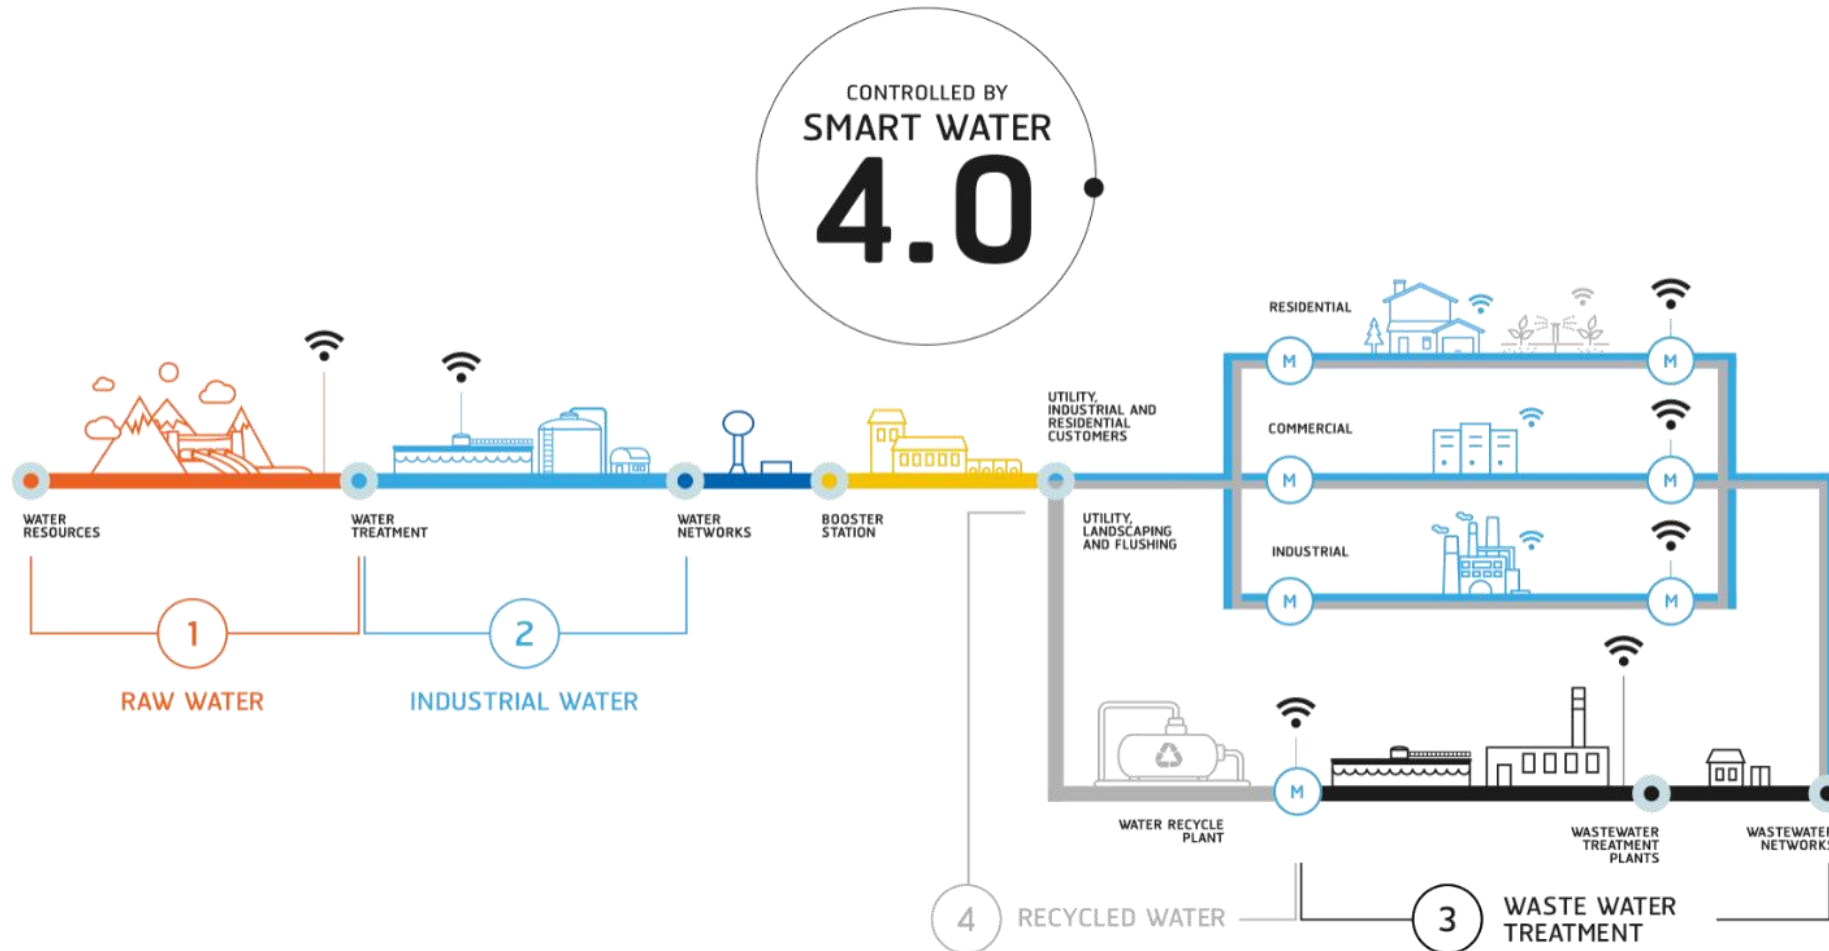 CONTROLLED BY
SMART WATER
4.0
WATER
RESOURCES
WATER
TREATMENT
WATER
NETWORKS
BOOSTER
STATION
UTILITY,
INDUSTRIAL AND
RESIDENTIAL
CUSTOMERS
UTILITY,
LANDSCAPING
AND FLUSHING
RESIDENTIAL
M
M
COMMERCIAL
M
M
INDUSTRIAL
M
M
1
RAW WATER
2
INDUSTRIAL WATER
M
WATER RECYCLE
PLANT
WASTEWATER
TREATMENT
PLANTS
WASTEWATER
NETWORKS
4
RECYCLED WATER
3
WASTE WATER
TREATMENT